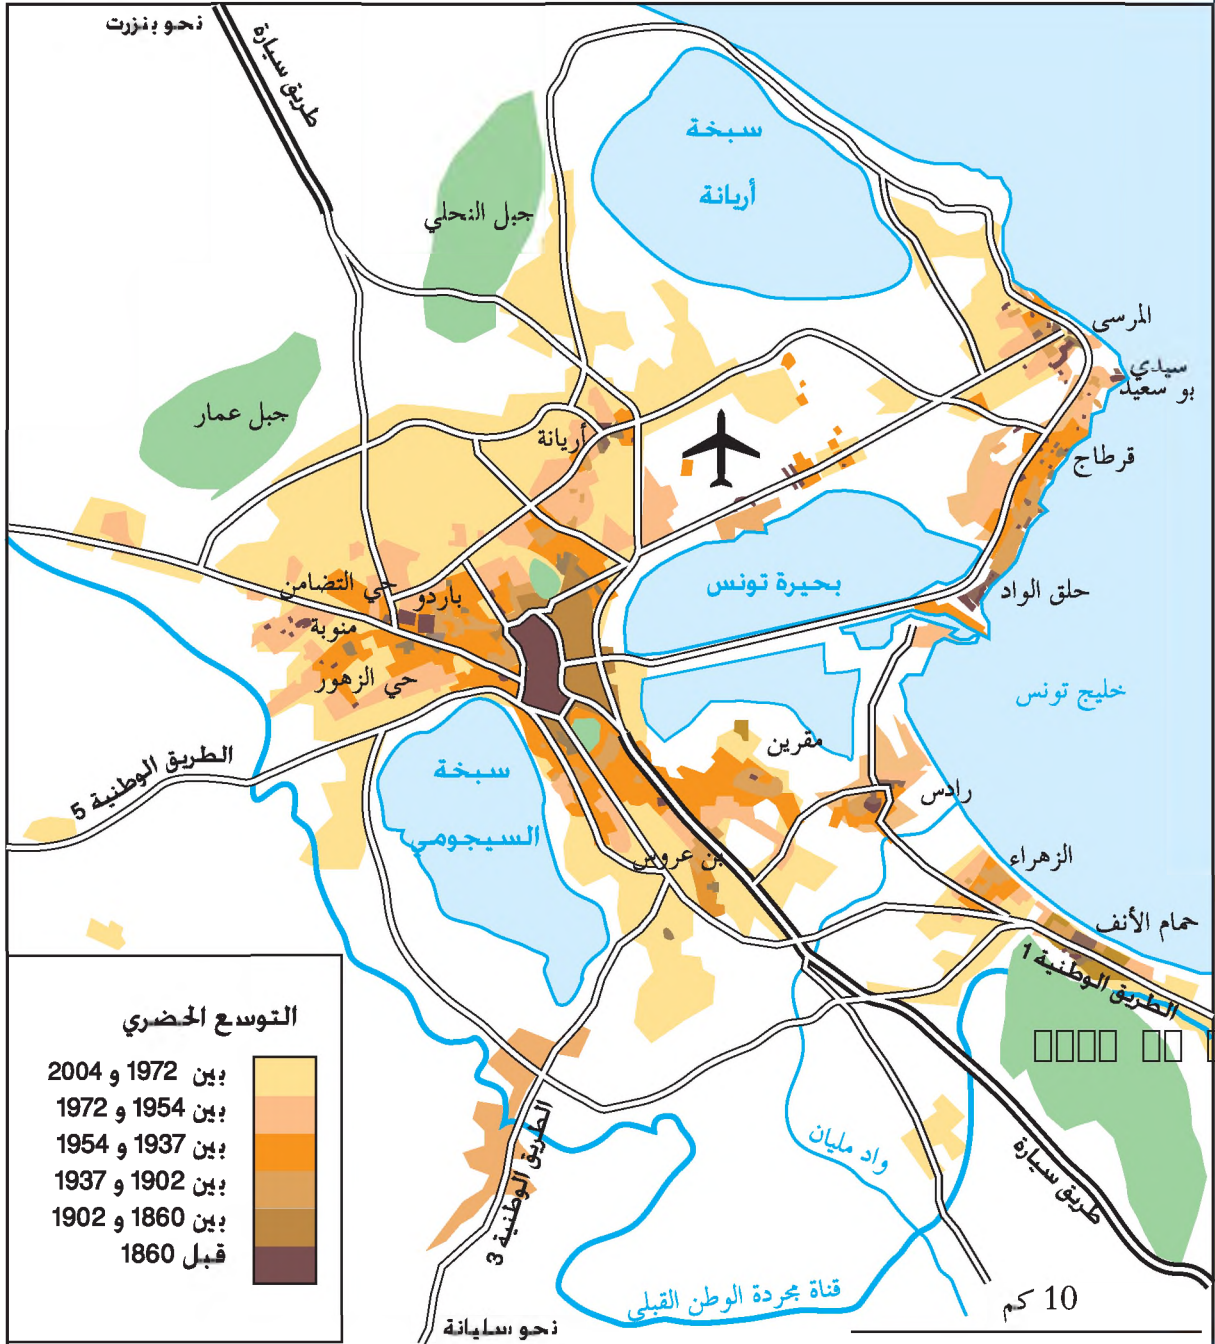 نحو بنزرت
طريق سيارة
سبخة
أريانة
جبل النحلي
المرسى
سيدي
بو سعيد
جبل عمار
أريانة
قرطاج
حي التضامن
باردو
بحيرة تونس
حلق الواد
منوبة
حي الزهور
خليج تونس
مقرين
الطريق الوطنية 5
سبخة
السيجومي
رادس
بن عروس
الزهراء
حمام الأنف
الطريق الوطنية 1
التوسع الحضري
بين 1972 و 2004
بين 1954 و 1972
بين 1937 و 1954
بين 1902 و 1937
بين 1860 و 1902
قبل 1860
الطريق الوطنية 3
واد مليان
طريق سيارة
قناة مجردة الوطن القبلي
10 كم
نحو سليانة